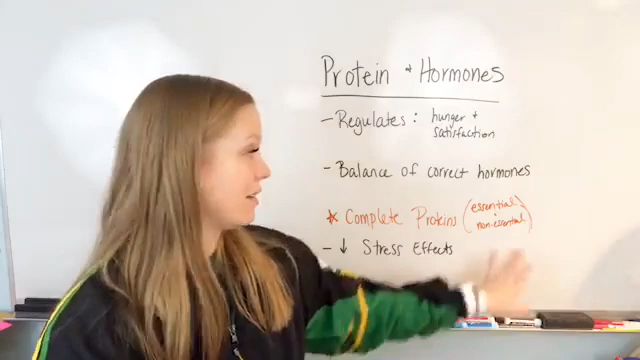 Protein + Hormones
- Regulates: hunger +
satisfaction
- Balance of correct hormones
* Complete Proteins (essential +
non-essential)
- ↓ Stress Effects